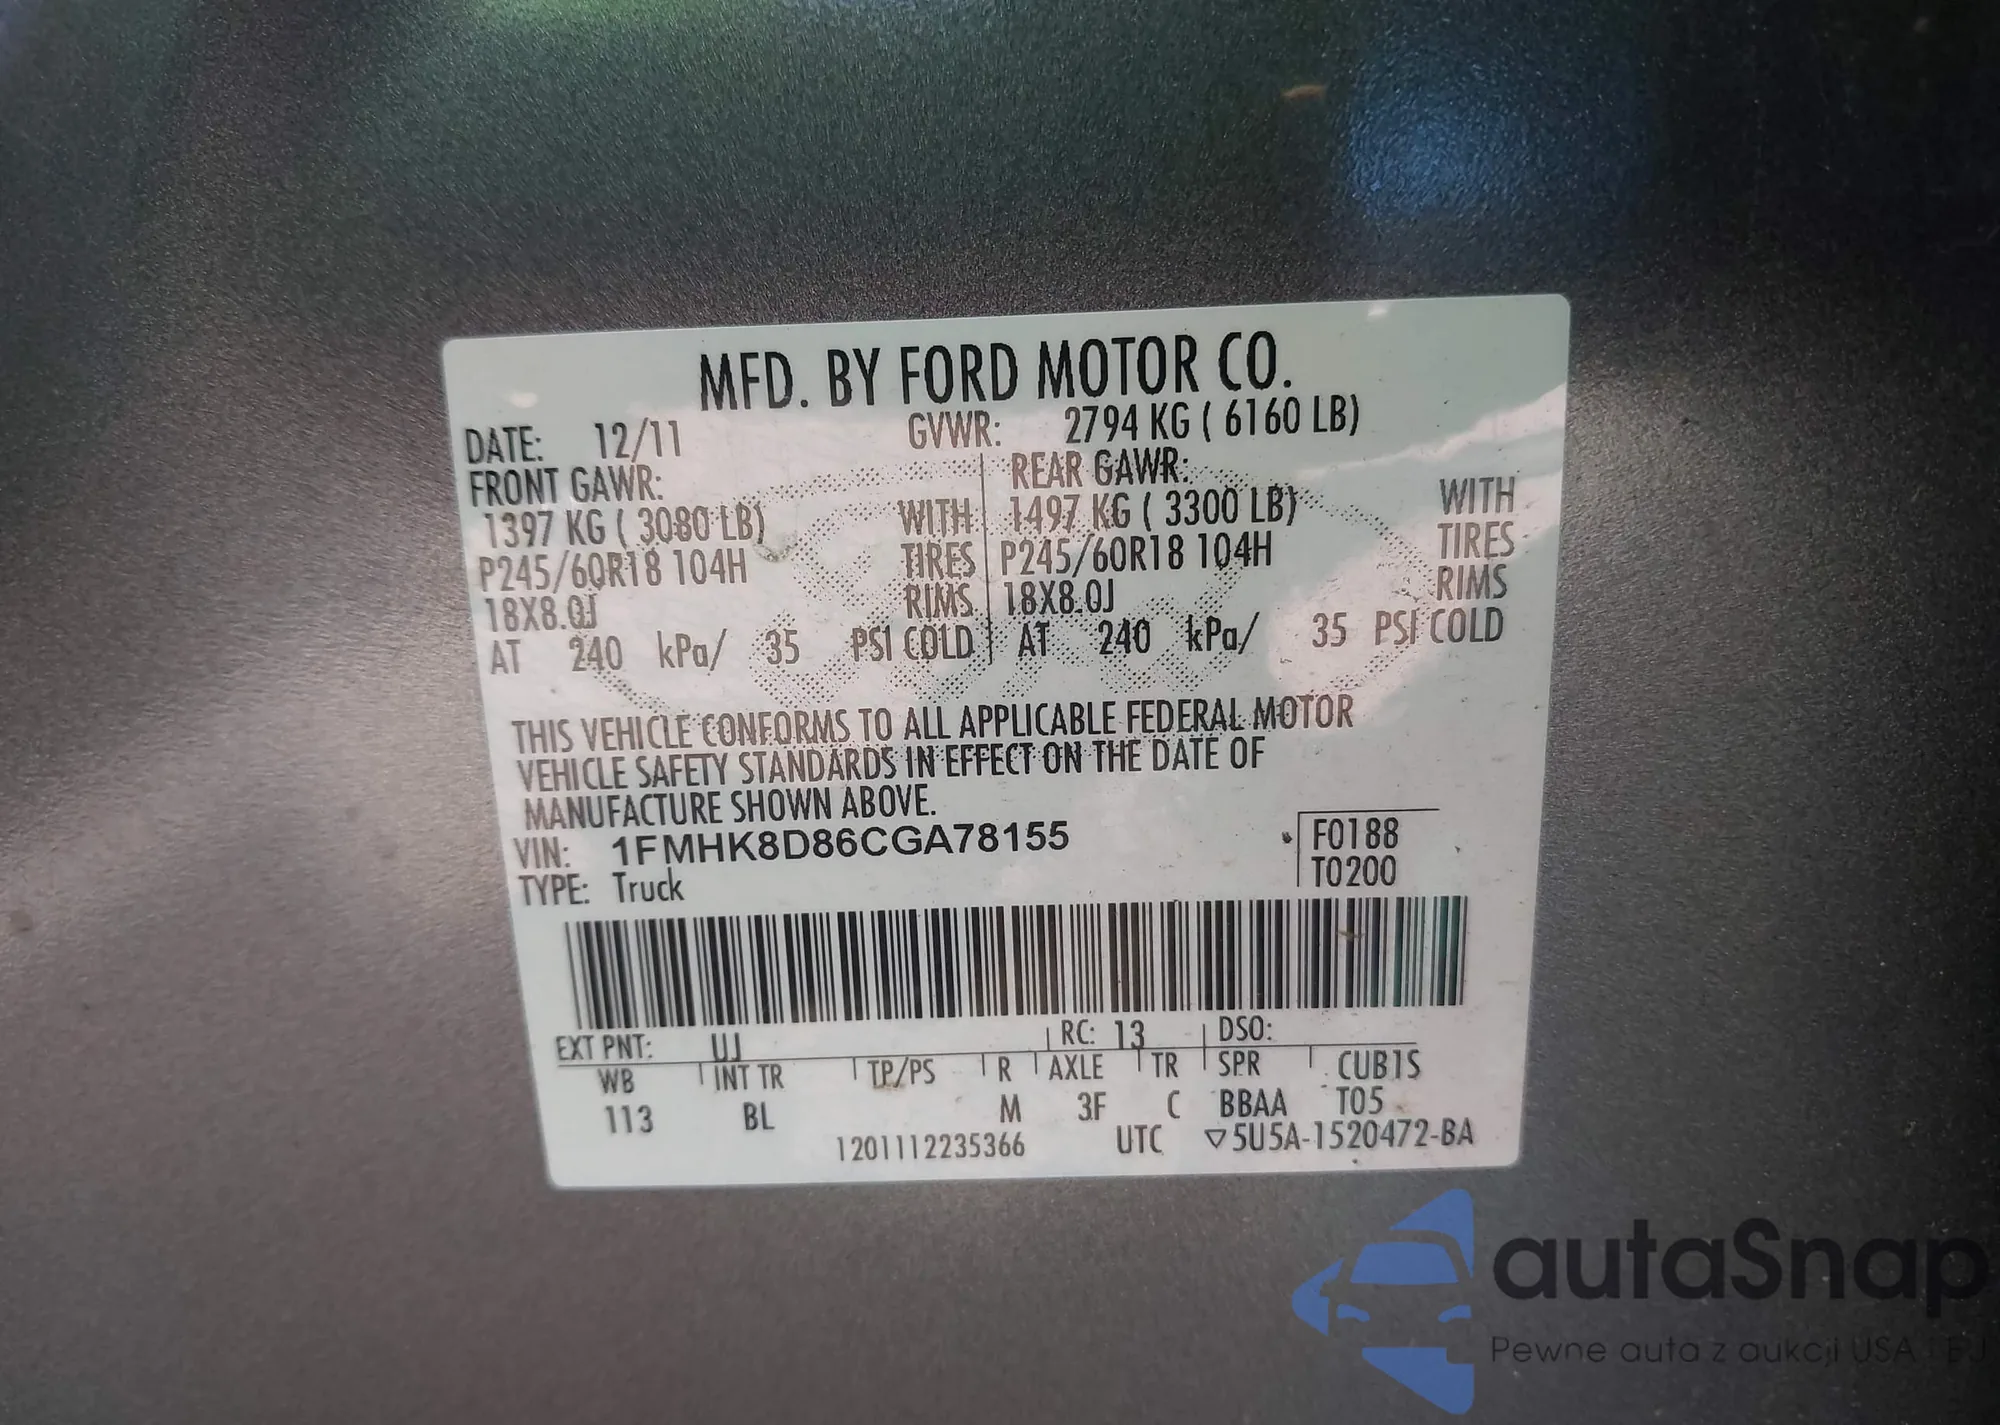 MFD. BY FORD MOTOR CO.
DATE: 12/11 GVWR: 2794 KG ( 6160 LB)
FRONT GAWR: REAR GAWR:
1397 KG ( 3080 LB) WITH 1497 KG ( 3300 LB) WITH
P245/60R18 104H TIRES P245/60R18 104H TIRES
18X8.0J RIMS 18X8.0J RIMS
AT 240 kPa/ 35 PSI COLD AT 240 kPa/ 35 PSI COLD
THIS VEHICLE CONFORMS TO ALL APPLICABLE FEDERAL MOTOR
VEHICLE SAFETY STANDARDS IN EFFECT ON THE DATE OF
MANUFACTURE SHOWN ABOVE.
VIN: 1FMHK8D86CGA78155 F0188
TYPE: Truck T0200
EXT PNT: UJ RC: 13 DSO:
WB INT TR TP/PS R AXLE TR SPR CUB1S
113 BL M 3F C BBAA T05
1201112235366 UTC ▽5U5A-1520472-BA
autaSnap
Pewne auta z aukcji USA i EU